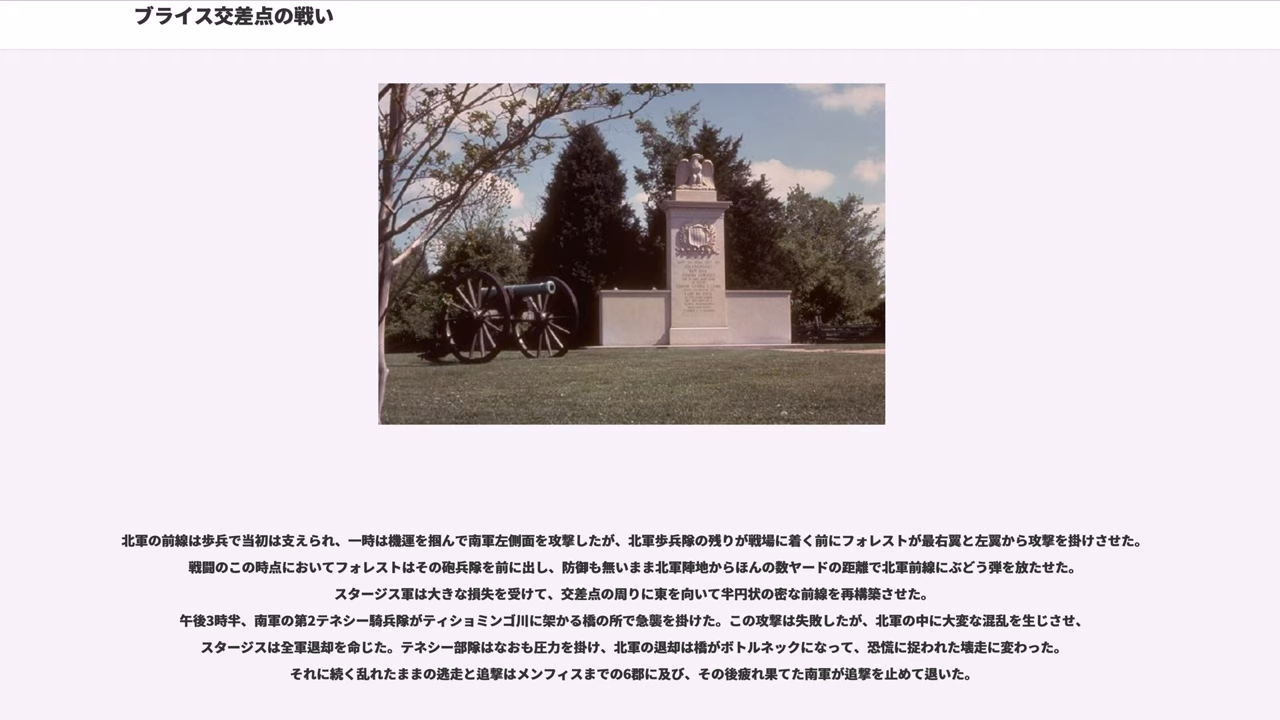 ブライス交差点の戦い
北軍の前線は歩兵で当初は支えられ、一時は機運を掴んで南軍左側面を攻撃したが、北軍歩兵隊の残りが戦場に着く前にフォレストが最右翼と左翼から攻撃を掛けさせた。
戦闘のこの時点においてフォレストはその砲兵隊を前に出し、防御も無いまま北軍陣地からほんの数ヤードの距離で北軍前線にぶどう弾を放たせた。
スタージス軍は大きな損失を受けて、交差点の周りに東を向いて半円状の密な前線を再構築させた。
午後3時半、南軍の第2テネシー騎兵隊がティショミンゴ川に架かる橋の所で急襲を掛けた。この攻撃は失敗したが、北軍の中に大変な混乱を生じさせ、
スタージスは全軍退却を命じた。テネシー部隊はなおも圧力を掛け、北軍の退却は橋がボトルネックになって、恐慌に捉われた壊走に変わった。
それに続く乱れたままの逃走と追撃はメンフィスまでの6郡に及び、その後疲れ果てた南軍が追撃を止めて退いた。